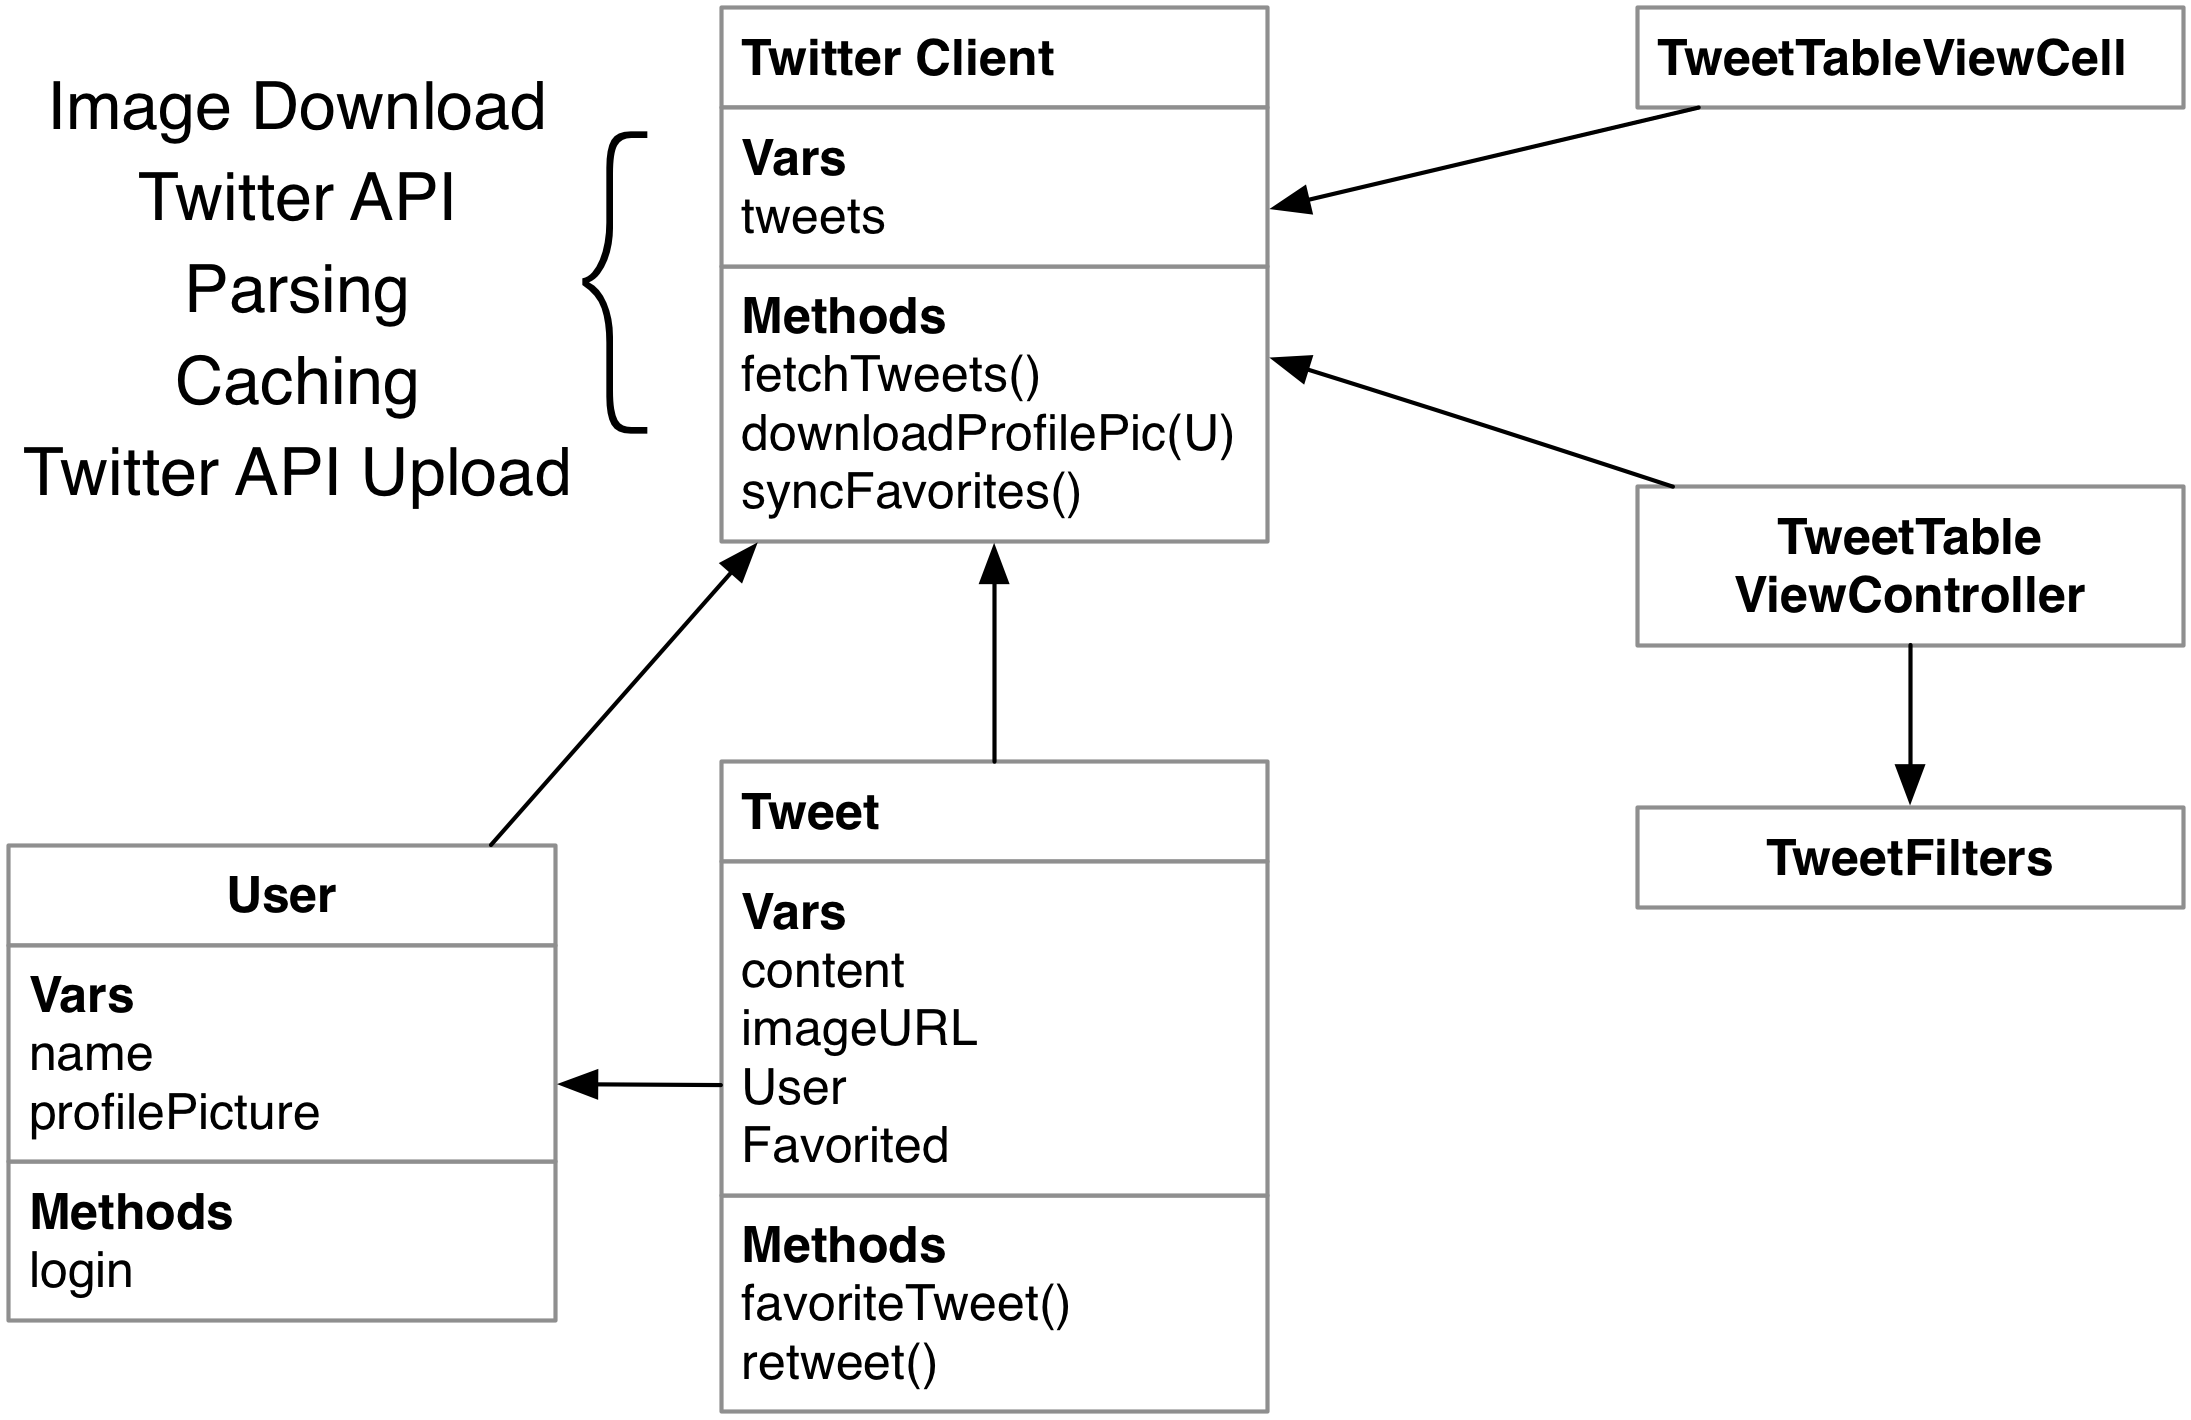 Image Download
Twitter API
Parsing
Caching
Twitter API Upload
Twitter Client
Vars
tweets
Methods
fetchTweets()
downloadProfilePic(U)
syncFavorites()
TweetTableViewCell
TweetTable
ViewController
TweetFilters
User
Vars
name
profilePicture
Methods
login
Tweet
Vars
content
imageURL
User
Favorited
Methods
favoriteTweet()
retweet()